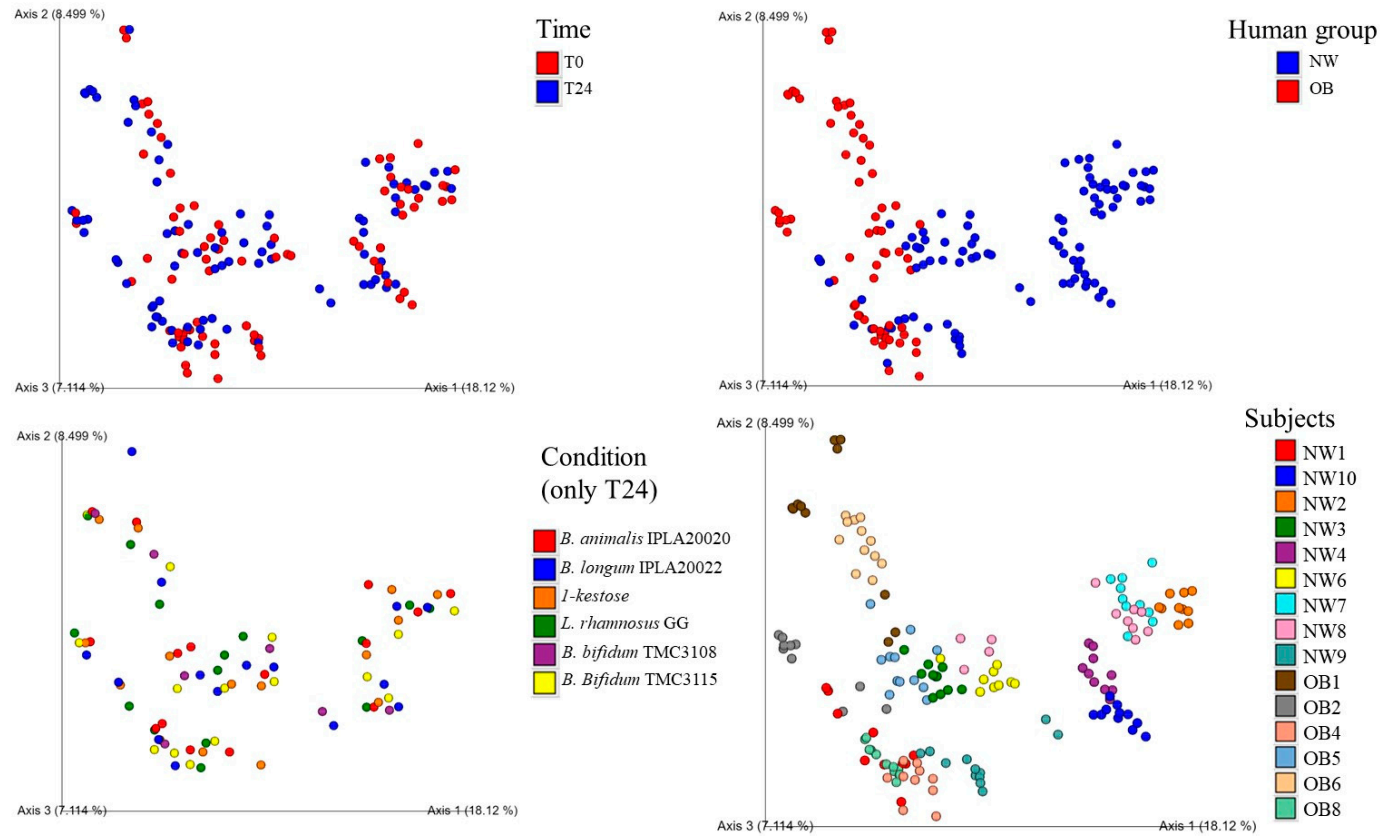 Axis 2 (8.499 %)
Time
T0
T24
Axis 3 (7.114 %)
Axis 1 (18.12 %)
Axis 2 (8.499 %)
Human group
NW
OB
Axis 3 (7.114 %)
Axis 1 (18.12 %)
Axis 2 (8.499 %)
Condition
(only T24)
B. animalis IPLA20020
B. longum IPLA20022
1-kestose
L. rhamnosus GG
B. bifidum TMC3108
B. Bifidum TMC3115
Axis 3 (7.114 %)
Axis 1 (18.12 %)
Axis 2 (8.499 %)
Subjects
NW1
NW10
NW2
NW3
NW4
NW6
NW7
NW8
NW9
OB1
OB2
OB4
OB5
OB6
OB8
Axis 3 (7.114 %)
Axis 1 (18.12 %)